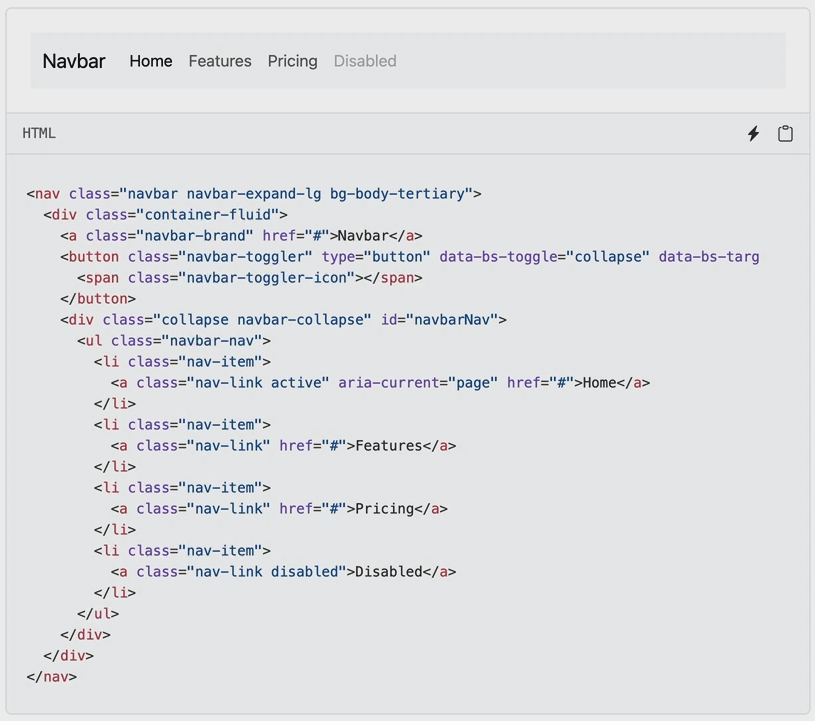 Navbar Home Features Pricing Disabled
HTML
<nav class="navbar navbar-expand-lg bg-body-tertiary">
  <div class="container-fluid">
    <a class="navbar-brand" href="#">Navbar</a>
    <button class="navbar-toggler" type="button" data-bs-toggle="collapse" data-bs-targ
      <span class="navbar-toggler-icon"></span>
    </button>
    <div class="collapse navbar-collapse" id="navbarNav">
      <ul class="navbar-nav">
        <li class="nav-item">
          <a class="nav-link active" aria-current="page" href="#">Home</a>
        </li>
        <li class="nav-item">
          <a class="nav-link" href="#">Features</a>
        </li>
        <li class="nav-item">
          <a class="nav-link" href="#">Pricing</a>
        </li>
        <li class="nav-item">
          <a class="nav-link disabled">Disabled</a>
        </li>
      </ul>
    </div>
  </div>
</nav>